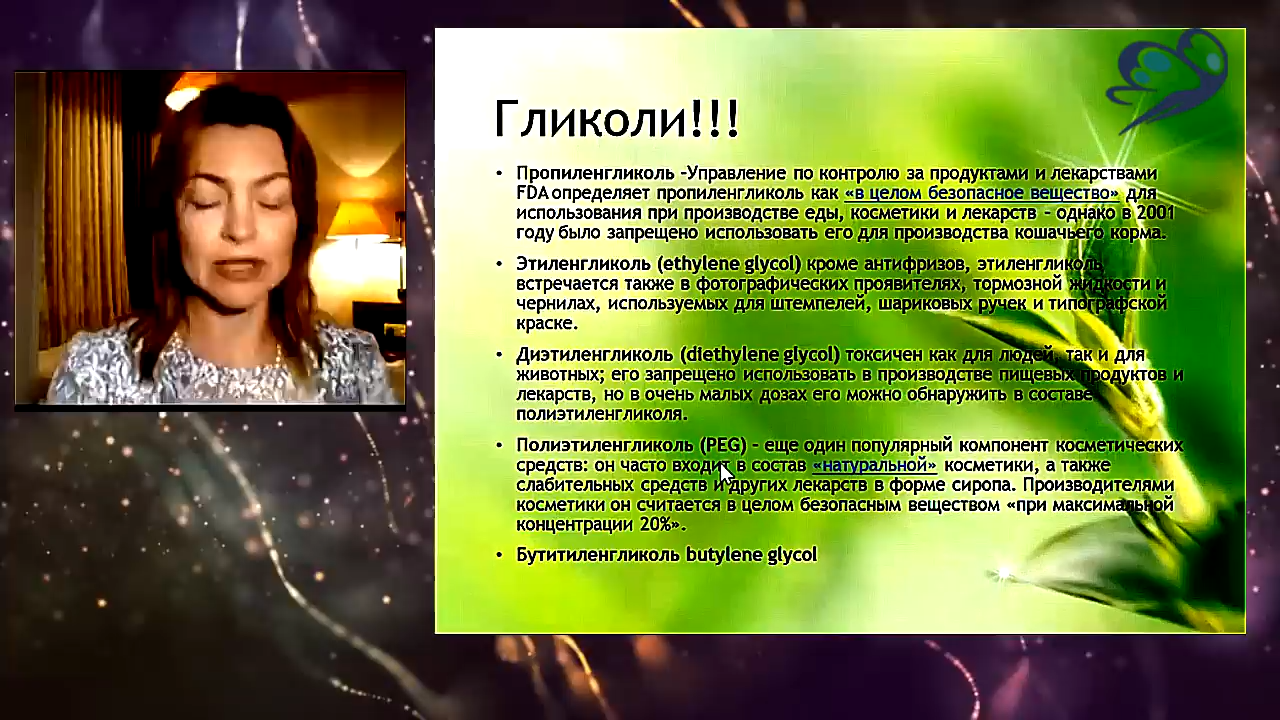 Гликоли!!!
• Пропиленгликоль -Управление по контролю за продуктами и лекарствами
FDA определяет пропиленгликоль как «в целом безопасное вещество» для
использования при производстве еды, косметики и лекарств – однако в 2001
году было запрещено использовать его для производства кошачьего корма.
• Этиленгликоль (ethylene glycol) кроме антифризов, этиленгликоль
встречается также в фотографических проявителях, тормозной жидкости и
чернилах, используемых для штемпелей, шариковых ручек и типографской
краске.
• Диэтиленгликоль (diethylene glycol) токсичен как для людей, так и для
животных; его запрещено использовать в производстве пищевых продуктов и
лекарств, но в очень малых дозах его можно обнаружить в составе
полиэтиленгликоля.
• Полиэтиленгликоль (PEG) – еще один популярный компонент косметических
средств: он часто входит в состав «натуральной» косметики, а также
слабительных средств и других лекарств в форме сиропа. Производителями
косметики он считается в целом безопасным веществом «при максимальной
концентрации 20%».
• Бутитиленгликоль butylene glycol